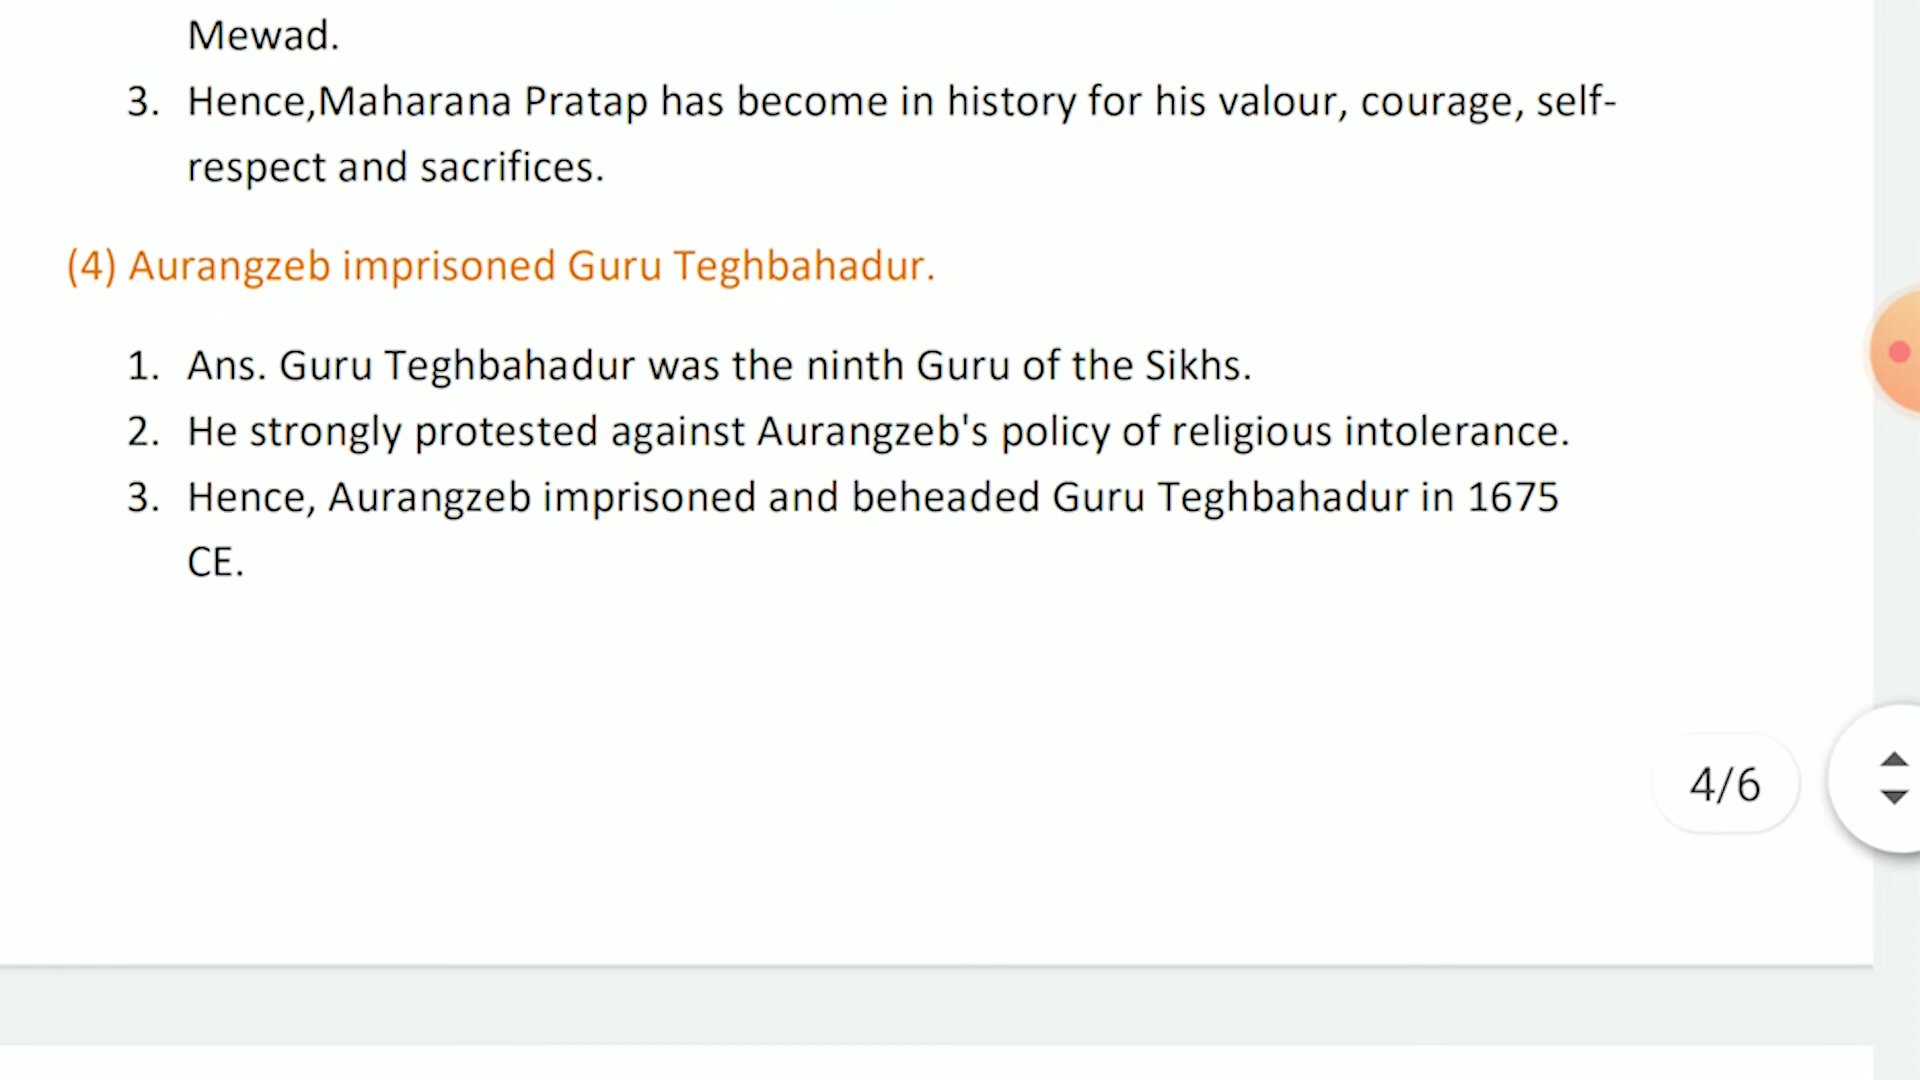 Mewad.
3. Hence,Maharana Pratap has become in history for his valour, courage, self-
respect and sacrifices.
(4) Aurangzeb imprisoned Guru Teghbahadur.
1. Ans. Guru Teghbahadur was the ninth Guru of the Sikhs.
2. He strongly protested against Aurangzeb's policy of religious intolerance.
3. Hence, Aurangzeb imprisoned and beheaded Guru Teghbahadur in 1675
CE.
4/6